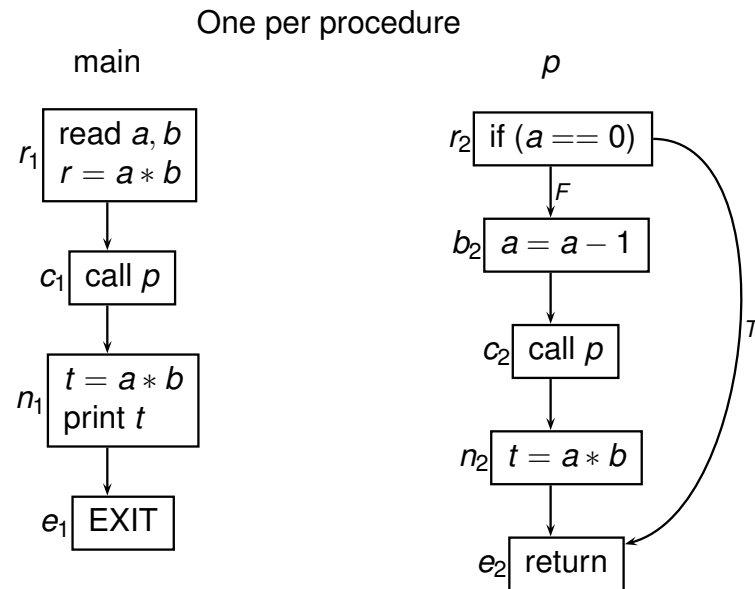 One per procedure
main
r₁
read a, b
r = a ∗ b
c₁
call p
n₁
t = a ∗ b
print t
e₁
EXIT
p
r₂
if (a == 0)
F
T
b₂
a = a − 1
c₂
call p
n₂
t = a ∗ b
e₂
return